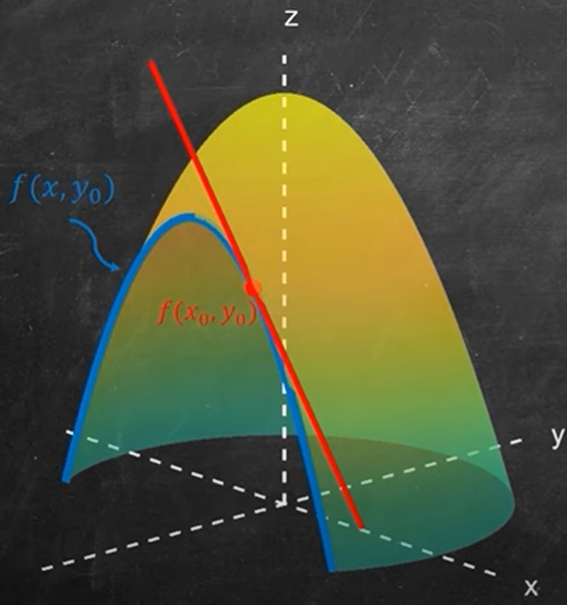 z
f(x, y₀)
f(x₀, y₀)
y
x